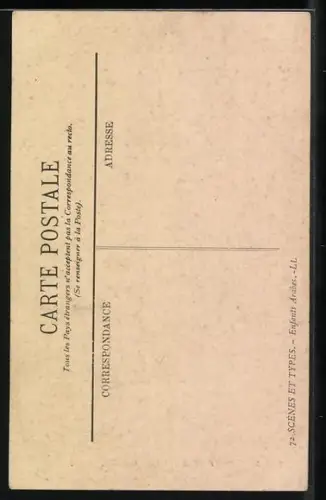 CARTE POSTALE
Tous les Pays étrangers n'acceptent pas la Correspondance au recto.
(Se renseigner à la Poste).
CORRESPONDANCE
ADRESSE
72 SCENES ET TYPES. – Enfants Arabes. -LL